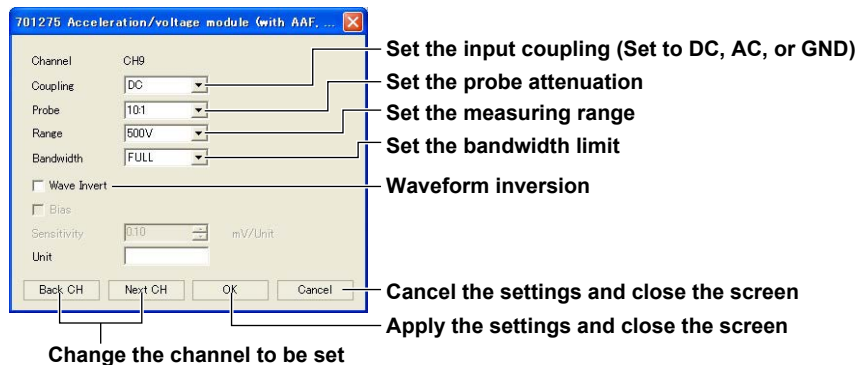 701275 Acceleration/voltage module (with AAF, ...
Channel CH9
Coupling DC
Probe 10:1
Range 500V
Bandwidth FULL
Wave Invert
Bias
Sensitivity 0.10 mV/Unit
Unit
Back CH Next CH OK Cancel
Set the input coupling (Set to DC, AC, or GND)
Set the probe attenuation
Set the measuring range
Set the bandwidth limit
Waveform inversion
Cancel the settings and close the screen
Apply the settings and close the screen
Change the channel to be set